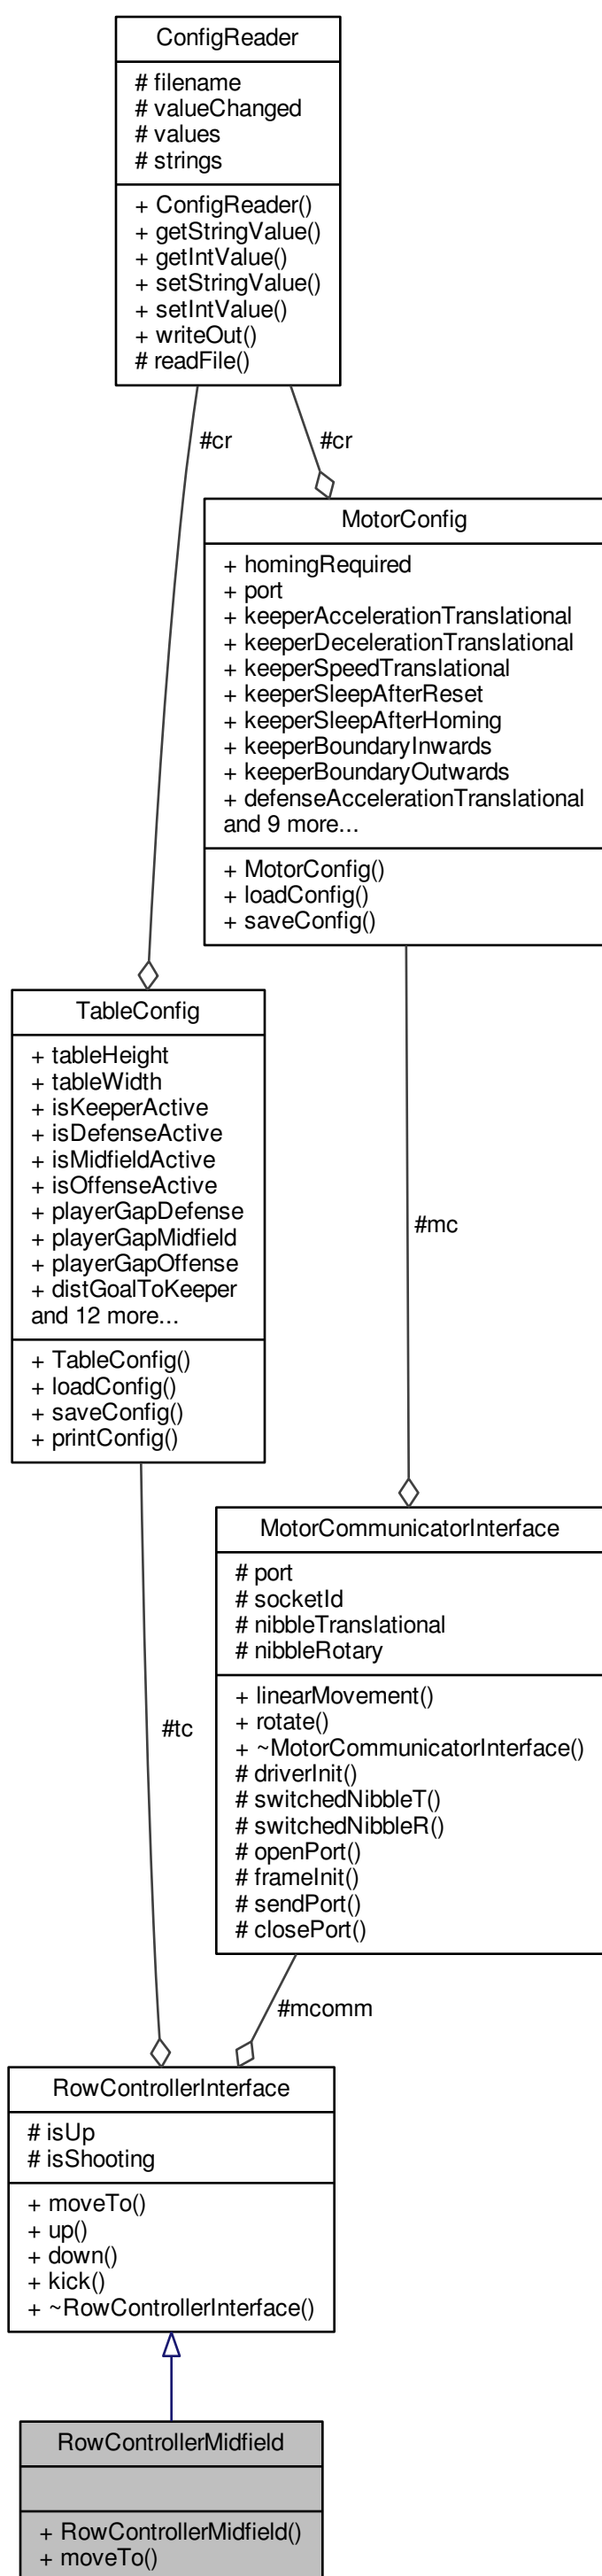 ConfigReader
# filename
# valueChanged
# values
# strings
+ ConfigReader()
+ getStringValue()
+ getIntValue()
+ setStringValue()
+ setIntValue()
+ writeOut()
# readFile()
#cr
#cr
MotorConfig
+ homingRequired
+ port
+ keeperAccelerationTranslational
+ keeperDecelerationTranslational
+ keeperSpeedTranslational
+ keeperSleepAfterReset
+ keeperSleepAfterHoming
+ keeperBoundaryInwards
+ keeperBoundaryOutwards
+ defenseAccelerationTranslational
and 9 more...
+ MotorConfig()
+ loadConfig()
+ saveConfig()
TableConfig
+ tableHeight
+ tableWidth
+ isKeeperActive
+ isDefenseActive
+ isMidfieldActive
+ isOffenseActive
+ playerGapDefense
+ playerGapMidfield
+ playerGapOffense
+ distGoalToKeeper
and 12 more...
+ TableConfig()
+ loadConfig()
+ saveConfig()
+ printConfig()
#mc
MotorCommunicatorInterface
# port
# socketId
# nibbleTranslational
# nibbleRotary
+ linearMovement()
+ rotate()
+ ~MotorCommunicatorInterface()
# driverInit()
# switchedNibbleT()
# switchedNibbleR()
# openPort()
# frameInit()
# sendPort()
# closePort()
#tc
#mcomm
RowControllerInterface
# isUp
# isShooting
+ moveTo()
+ up()
+ down()
+ kick()
+ ~RowControllerInterface()
RowControllerMidfield
+ RowControllerMidfield()
+ moveTo()